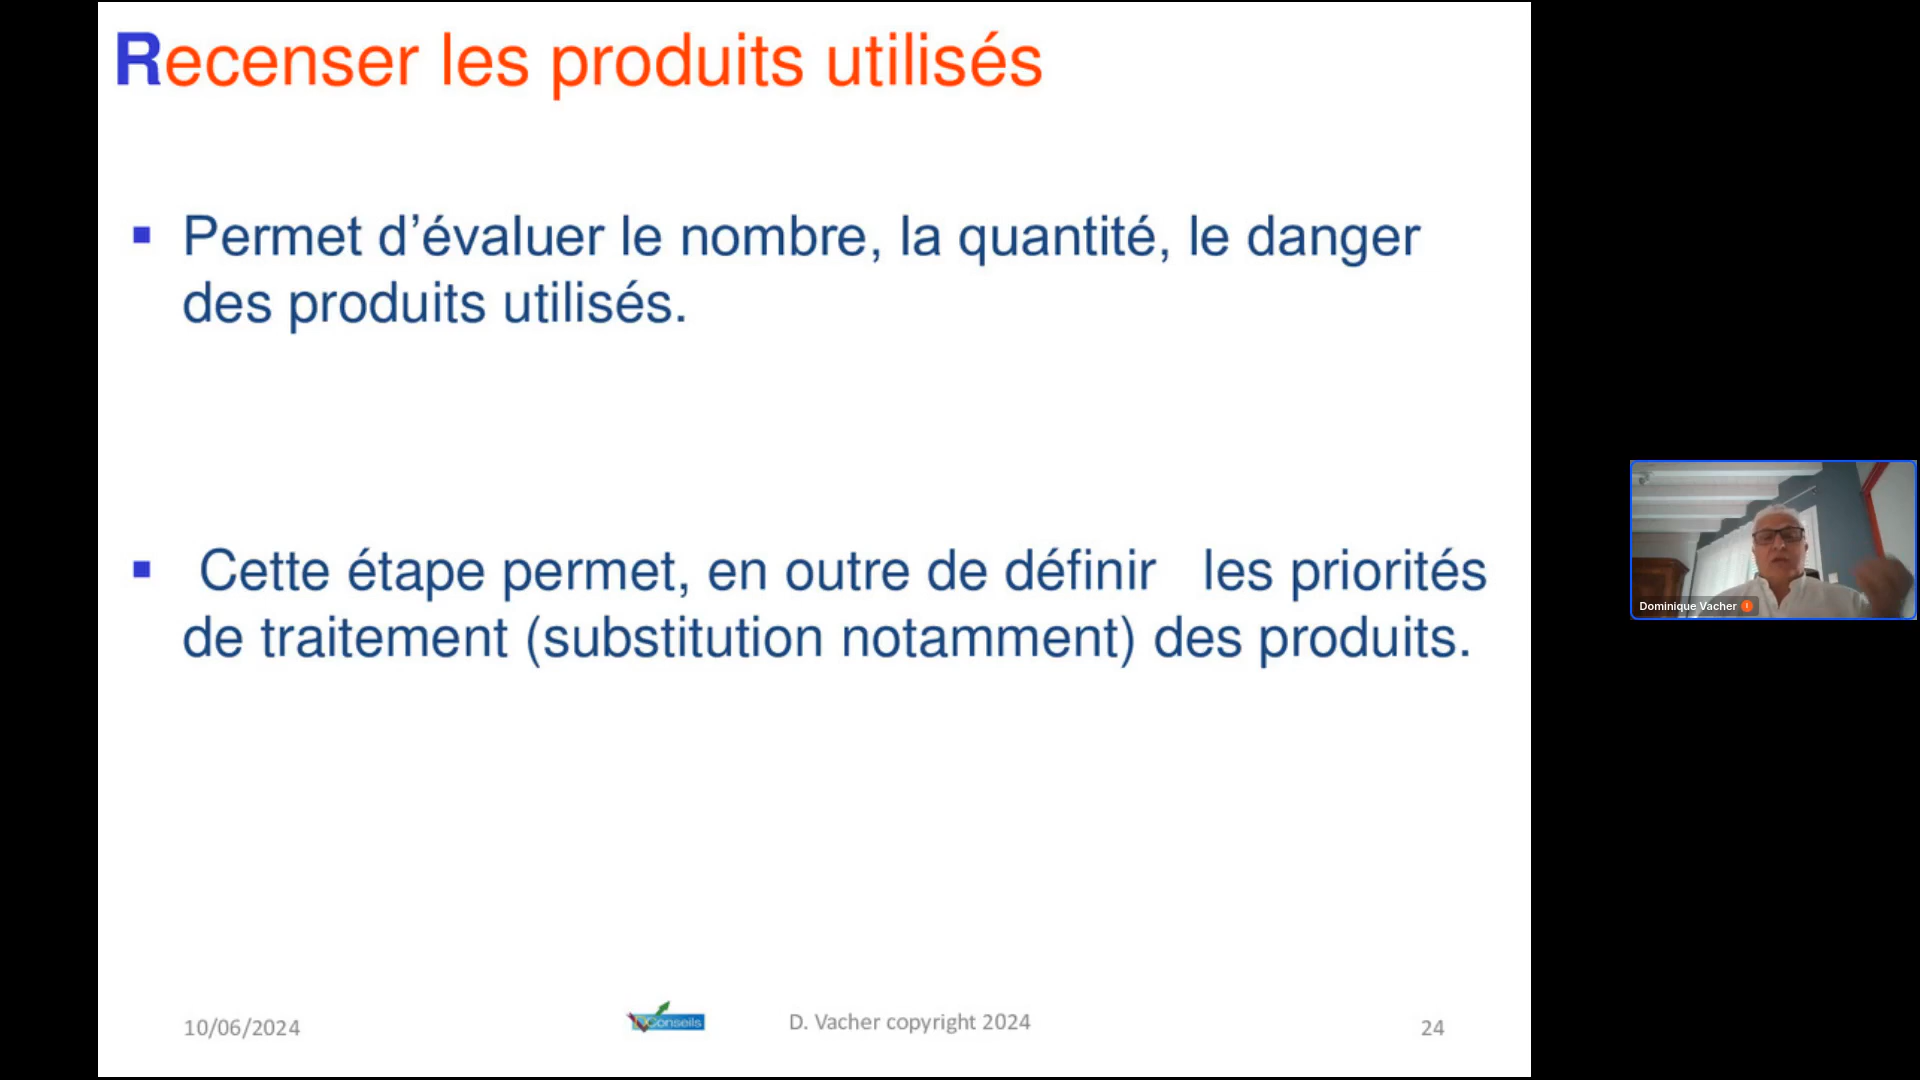 Recenser les produits utilisés
▪ Permet d’évaluer le nombre, la quantité, le danger
des produits utilisés.
▪ Cette étape permet, en outre de définir les priorités
de traitement (substitution notamment) des produits.
Dominique Vacher
10/06/2024
Conseils
D. Vacher copyright 2024
24